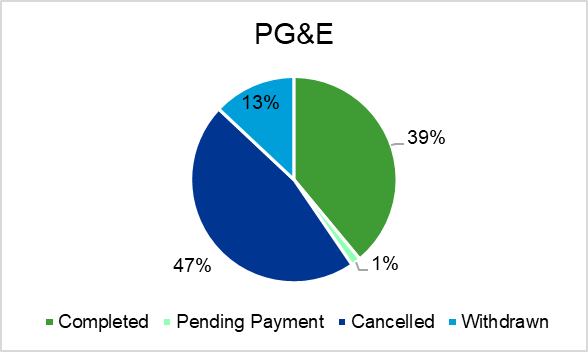 PG&E
13%
39%
47%
1%
Completed Pending Payment Cancelled Withdrawn